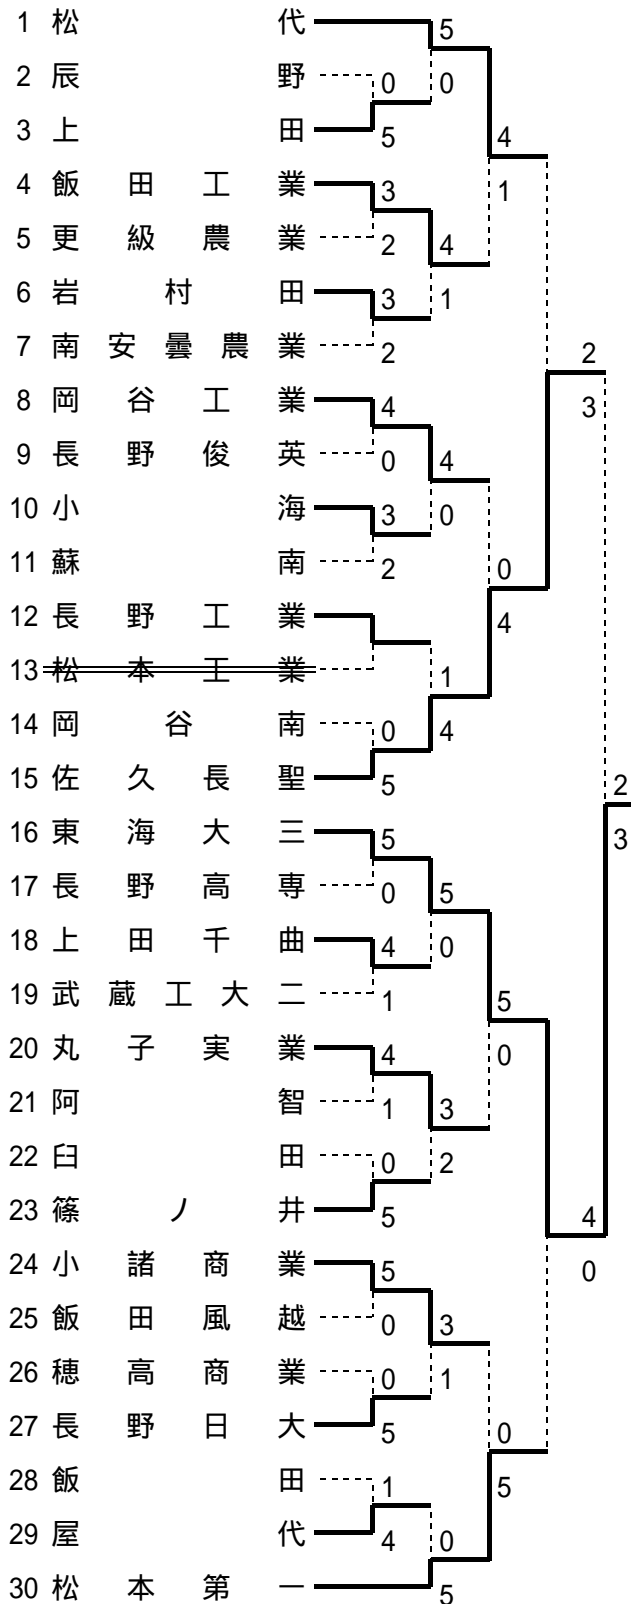 1 松代 5
2 辰野 0 0
3 上田 5 4
4 飯田工業 3 1
5 更級農業 2 4
6 岩村田 3 1
7 南安曇農業 2 2
8 岡谷工業 4 3
9 長野俊英 0 4
10 小海 3 0
11 蘇南 2 0
12 長野工業 4
13 松本工業 1
14 岡谷南 0 4
15 佐久長聖 5 2
16 東海大三 5 3
17 長野高専 0 5
18 上田千曲 4 0
19 武蔵工大二 1 5
20 丸子実業 4 0
21 阿智 1 3
22 臼田 0 2
23 篠ノ井 5 4
24 小諸商業 5 0
25 飯田風越 0 3
26 穂高商業 0 1
27 長野日大 5 0
28 飯田 1 5
29 屋代 4 0
30 松本第一 5